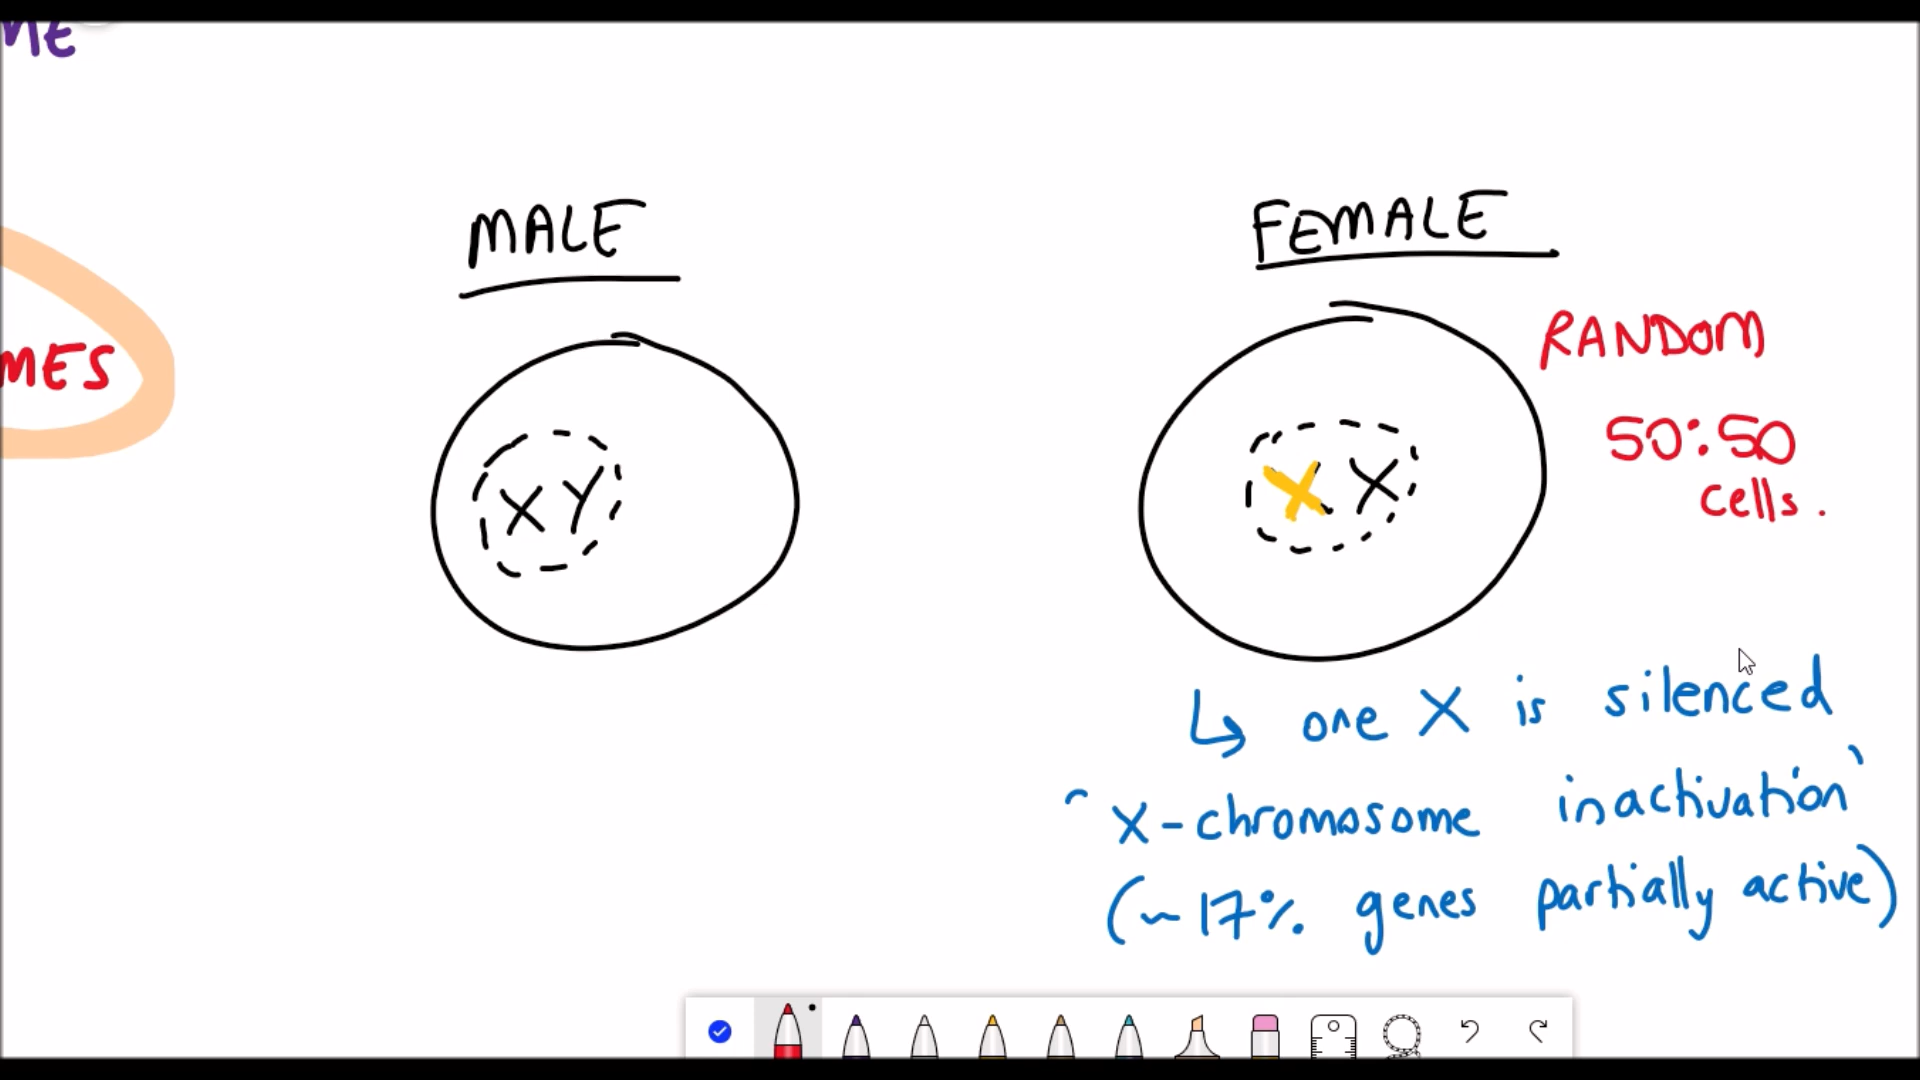 ME
MES
MALE
FEMALE
XY
X X
RANDOM
50:50
cells.
↳ one X is silenced
"X-chromosome inactivation"
(~17% genes partially active)